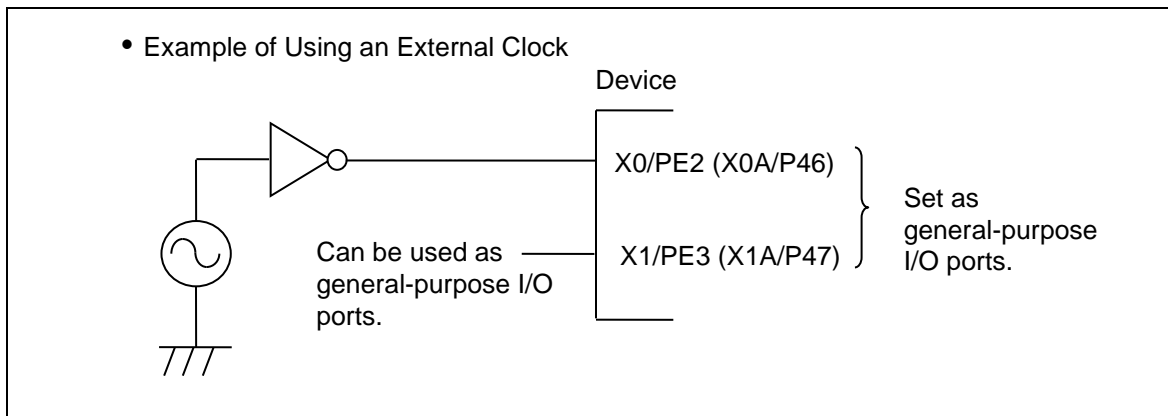 • Example of Using an External Clock
Device
X0/PE2 (X0A/P46)
Set as
general-purpose
I/O ports.
Can be used as
general-purpose I/O
ports.
X1/PE3 (X1A/P47)